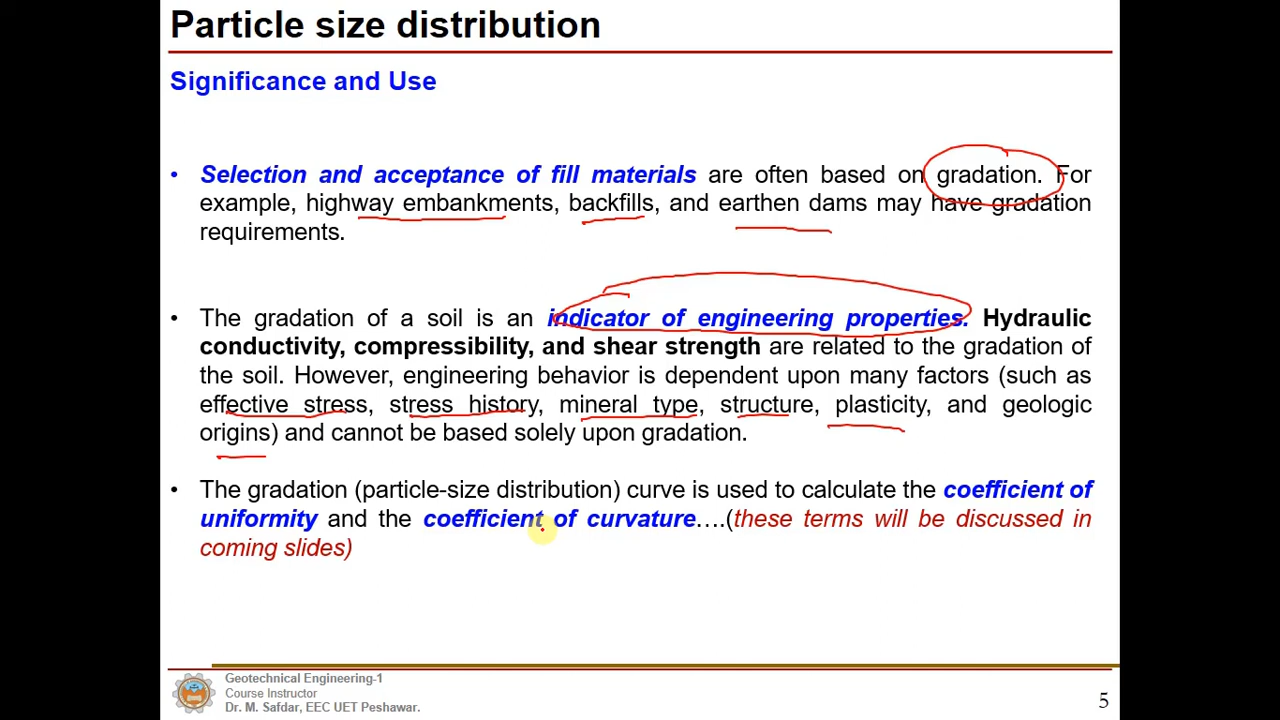 Particle size distribution
Significance and Use
• Selection and acceptance of fill materials are often based on gradation. For
example, highway embankments, backfills, and earthen dams may have gradation
requirements.
• The gradation of a soil is an indicator of engineering properties. Hydraulic
conductivity, compressibility, and shear strength are related to the gradation of
the soil. However, engineering behavior is dependent upon many factors (such as
effective stress, stress history, mineral type, structure, plasticity, and geologic
origins) and cannot be based solely upon gradation.
• The gradation (particle-size distribution) curve is used to calculate the coefficient of
uniformity and the coefficient of curvature….(these terms will be discussed in
coming slides)
Geotechnical Engineering-1
Course Instructor
Dr. M. Safdar, EEC UET Peshawar.
5